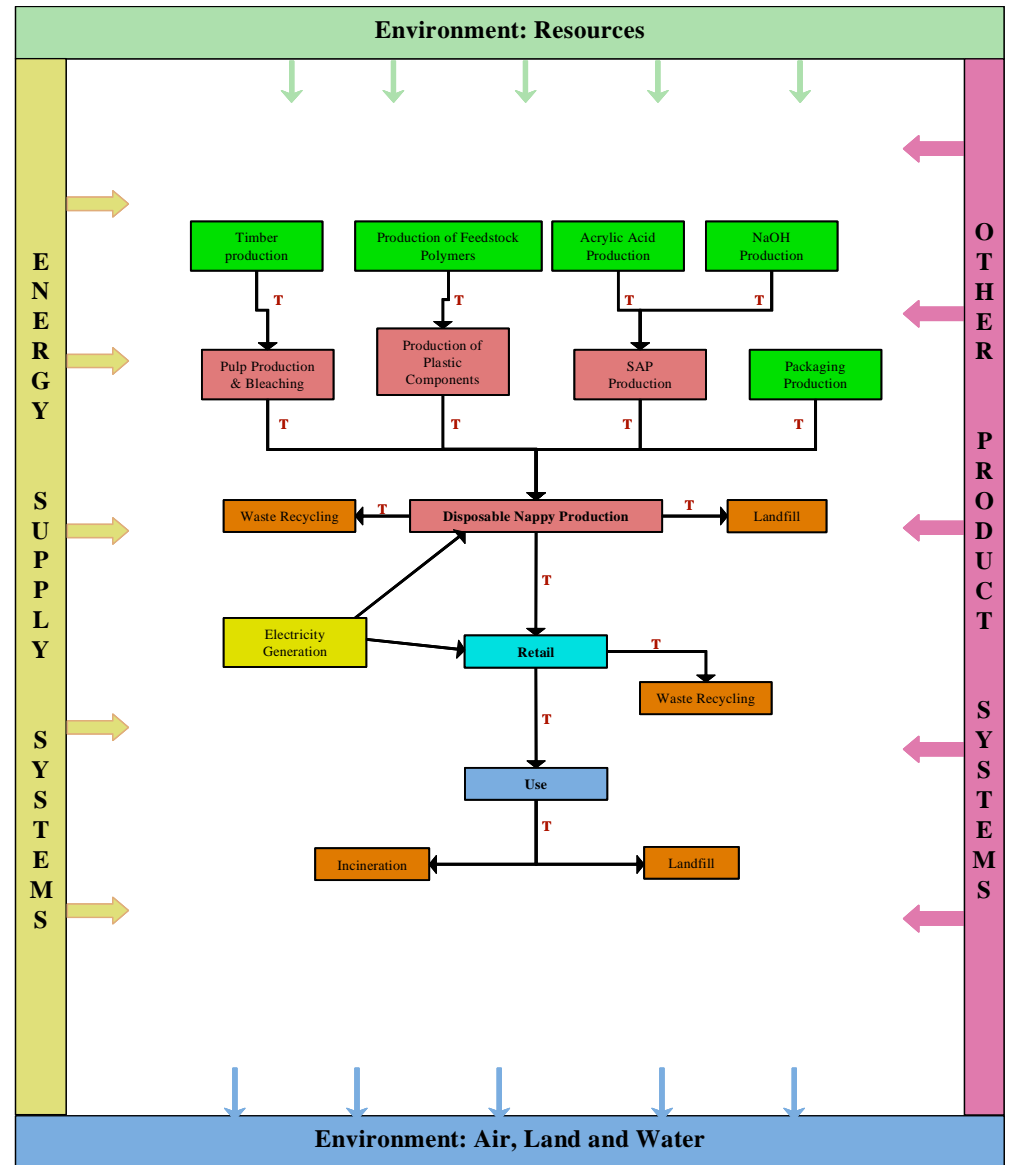 Environment: Resources
ENERGY SUPPLY SYSTEMS
OTHER PRODUCT SYSTEMS
Timber
production
Production of Feedstock
Polymers
Acrylic Acid
Production
NaOH
Production
T
T
T
T
Pulp Production
& Bleaching
Production of
Plastic
Components
SAP
Production
Packaging
Production
T
T
T
T
Waste Recycling
T
Disposable Nappy Production
T
Landfill
T
Electricity
Generation
Retail
T
Waste Recycling
T
Use
T
Incineration
Landfill
Environment: Air, Land and Water